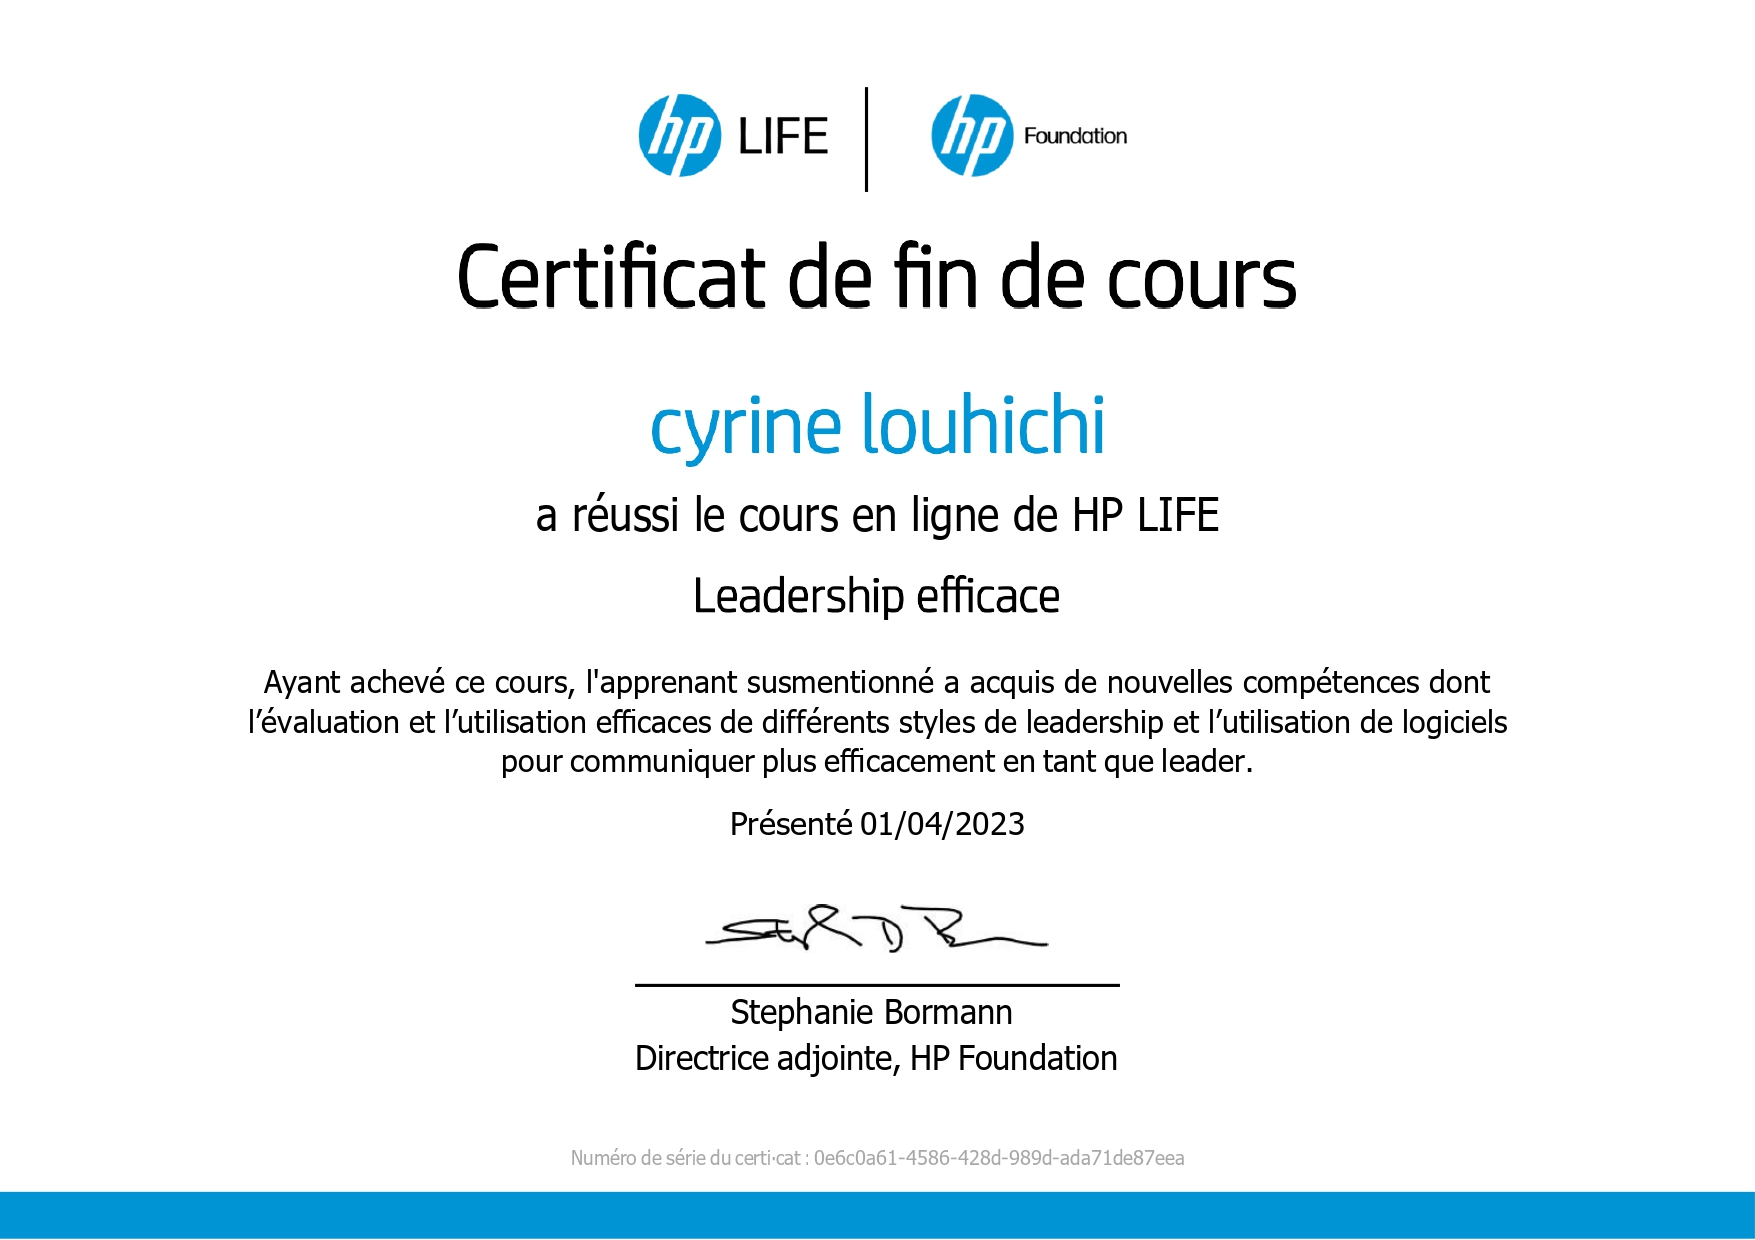 hp LIFE hp Foundation
Certificat de fin de cours
cyrine louhichi
a réussi le cours en ligne de HP LIFE
Leadership efficace
Ayant achevé ce cours, l'apprenant susmentionné a acquis de nouvelles compétences dont
l’évaluation et l’utilisation efficaces de différents styles de leadership et l’utilisation de logiciels
pour communiquer plus efficacement en tant que leader.
Présenté 01/04/2023
Stephanie Bormann
Directrice adjointe, HP Foundation
Numéro de série du certi·cat : 0e6c0a61-4586-428d-989d-ada71de87eea